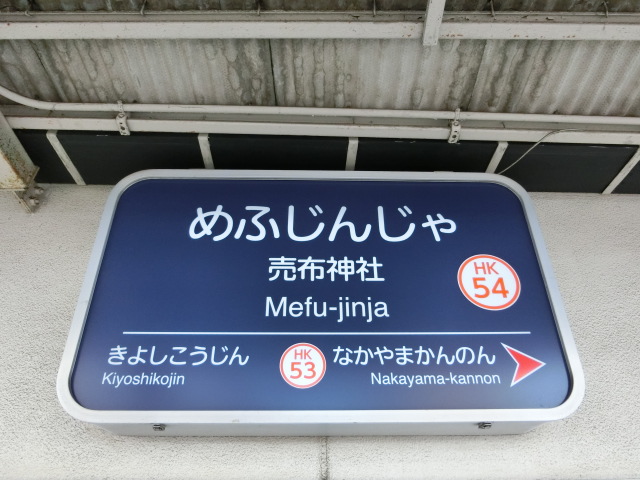 めふじんじゃ
売布神社
Mefu-jinja
HK
54
きよしこうじん
Kiyoshikojin
HK
53
なかやまかんのん
Nakayama-kannon